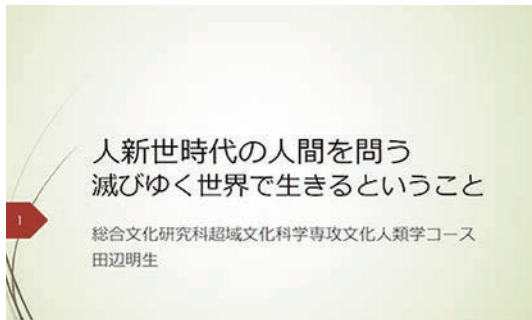 人新世時代の人間を問う
滅びゆく世界で生きるということ
1
総合文化研究科超域文化科学専攻文化人類学コース
田辺明生